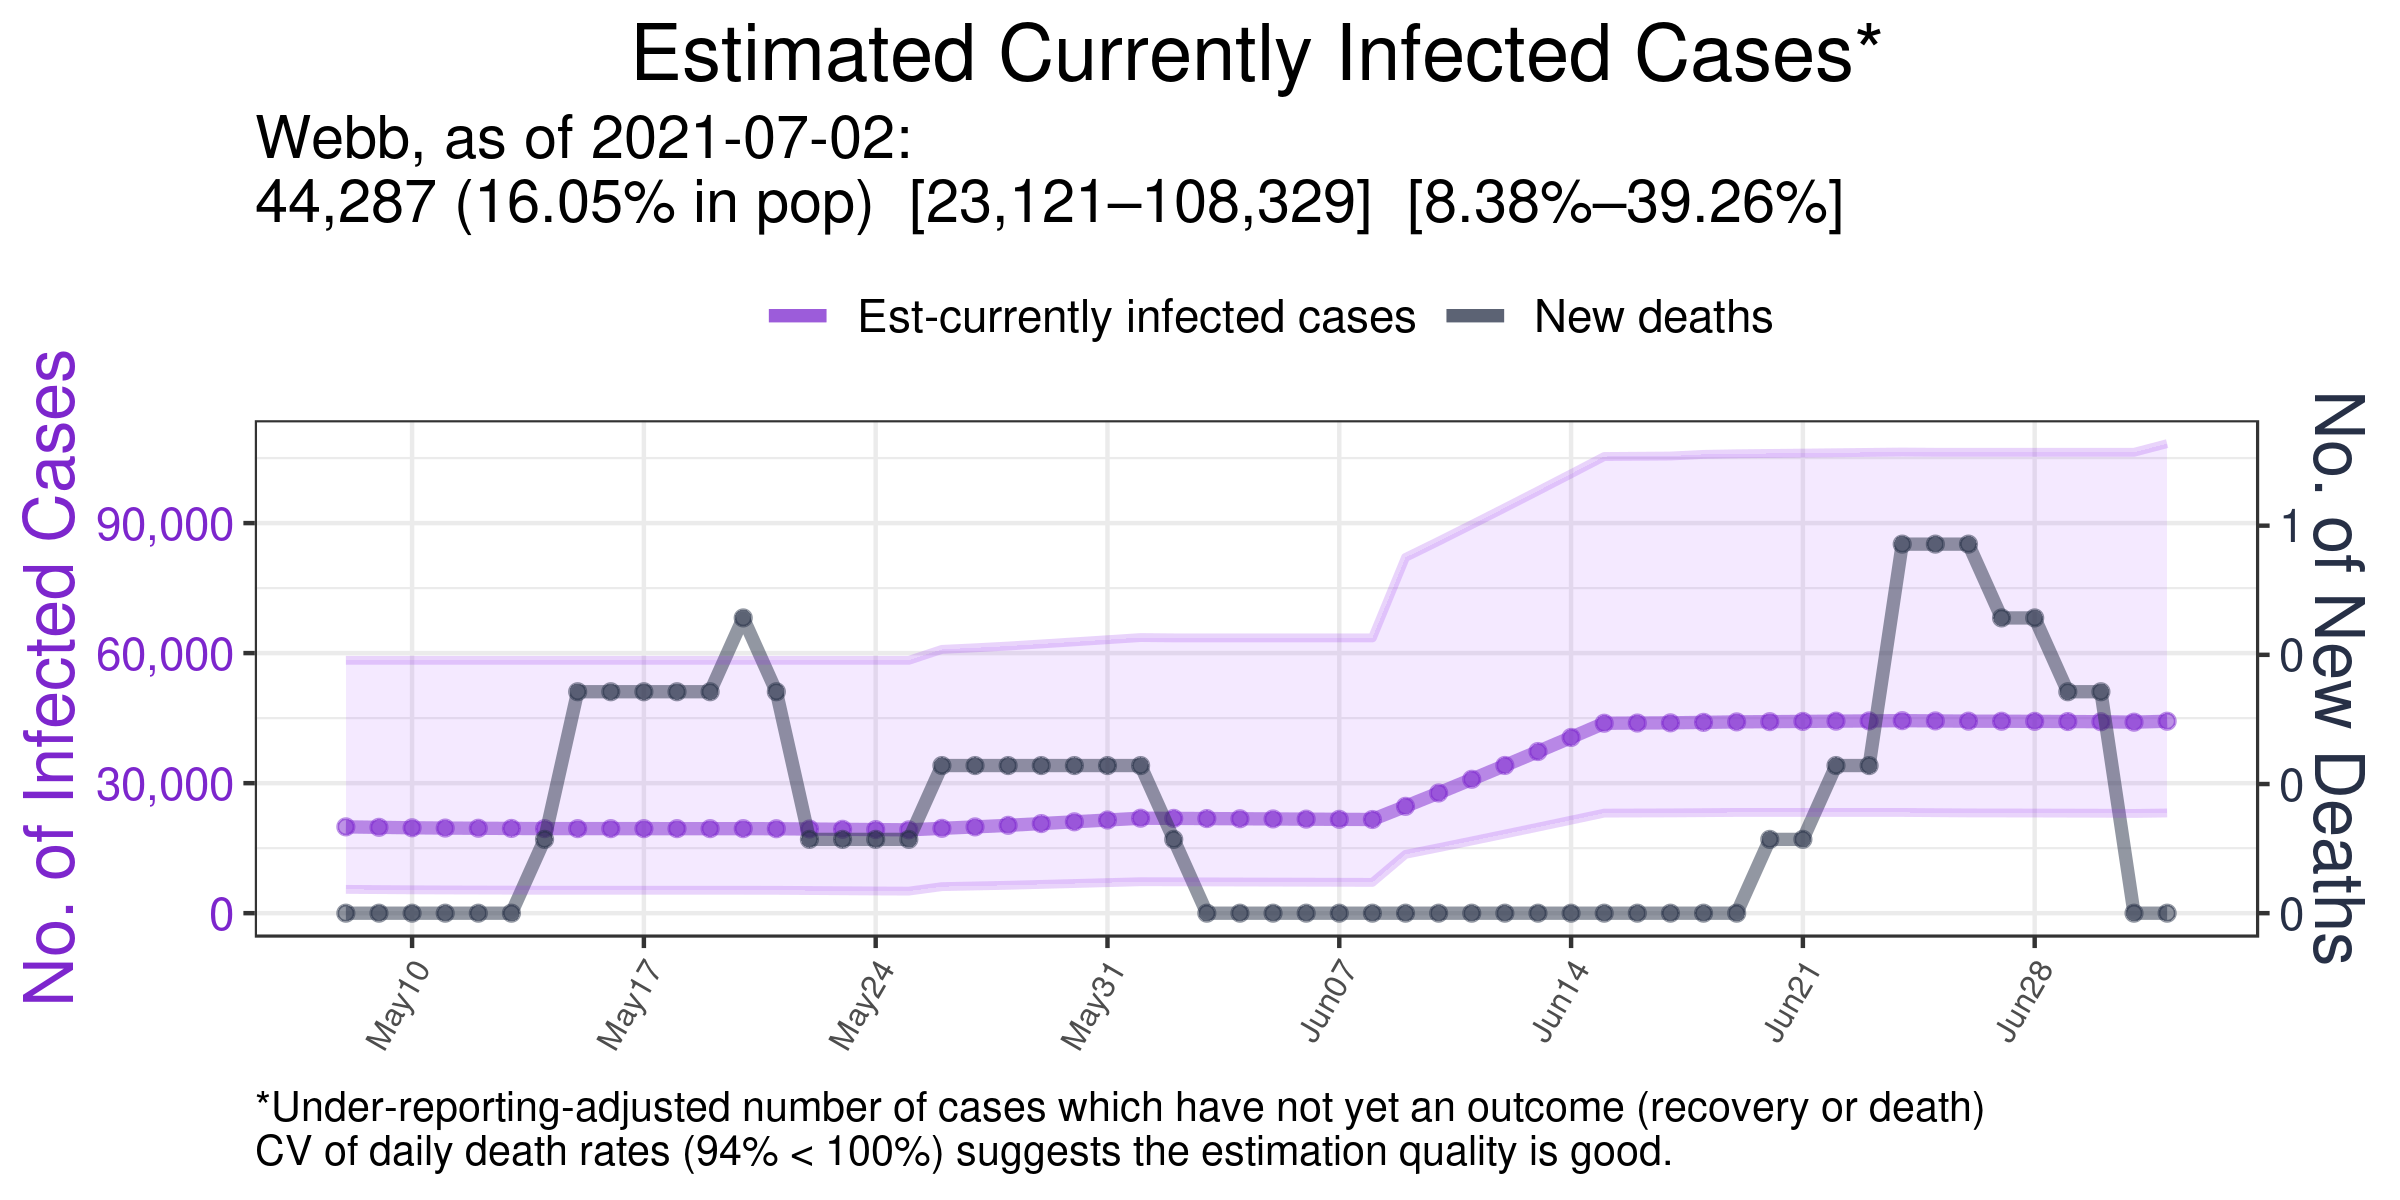 Estimated Currently Infected Cases*
Webb, as of 2021-07-02:
44,287 (16.05% in pop)  [23,121–108,329]  [8.38%–39.26%]
Est-currently infected cases
New deaths
No. of Infected Cases
90,000
60,000
30,000
0
1
0
0
0
No. of New Deaths
May10
May17
May24
May31
Jun07
Jun14
Jun21
Jun28
*Under-reporting-adjusted number of cases which have not yet an outcome (recovery or death)
CV of daily death rates (94% < 100%) suggests the estimation quality is good.